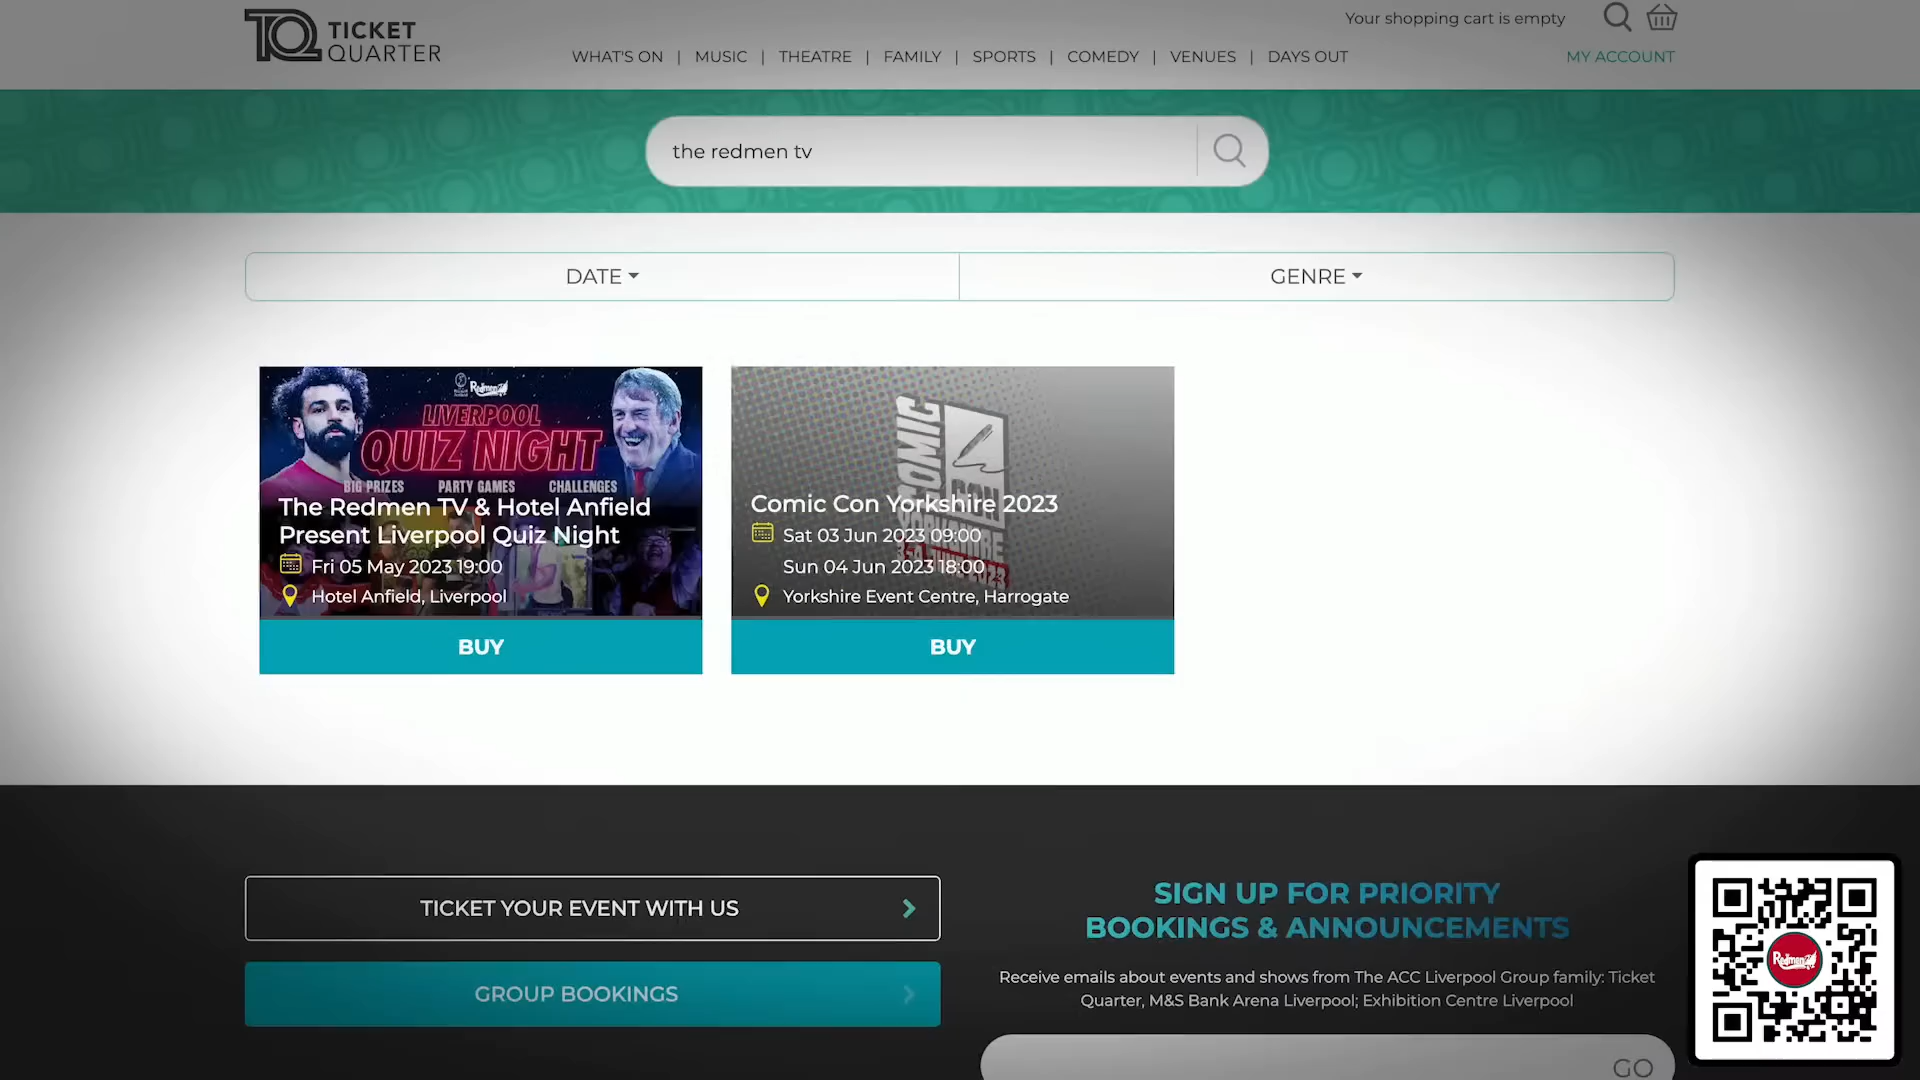 TICKET
QUARTER
Your shopping cart is empty
WHAT'S ON | MUSIC | THEATRE | FAMILY | SPORTS | COMEDY | VENUES | DAYS OUT
MY ACCOUNT
the redmen tv
DATE
GENRE
Redmen
LIVERPOOL
QUIZ NIGHT
BIG PRIZES PARTY GAMES CHALLENGES
The Redmen TV & Hotel Anfield
Present Liverpool Quiz Night
Fri 05 May 2023 19:00
Hotel Anfield, Liverpool
BUY
COMIC
Comic Con Yorkshire 2023
Sat 03 Jun 2023 09:00
Sun 04 Jun 2023 18:00
Yorkshire Event Centre, Harrogate
BUY
TICKET YOUR EVENT WITH US
GROUP BOOKINGS
SIGN UP FOR PRIORITY
BOOKINGS & ANNOUNCEMENTS
Receive emails about events and shows from The ACC Liverpool Group family: Ticket
Quarter, M&S Bank Arena Liverpool; Exhibition Centre Liverpool
GO
Redmen